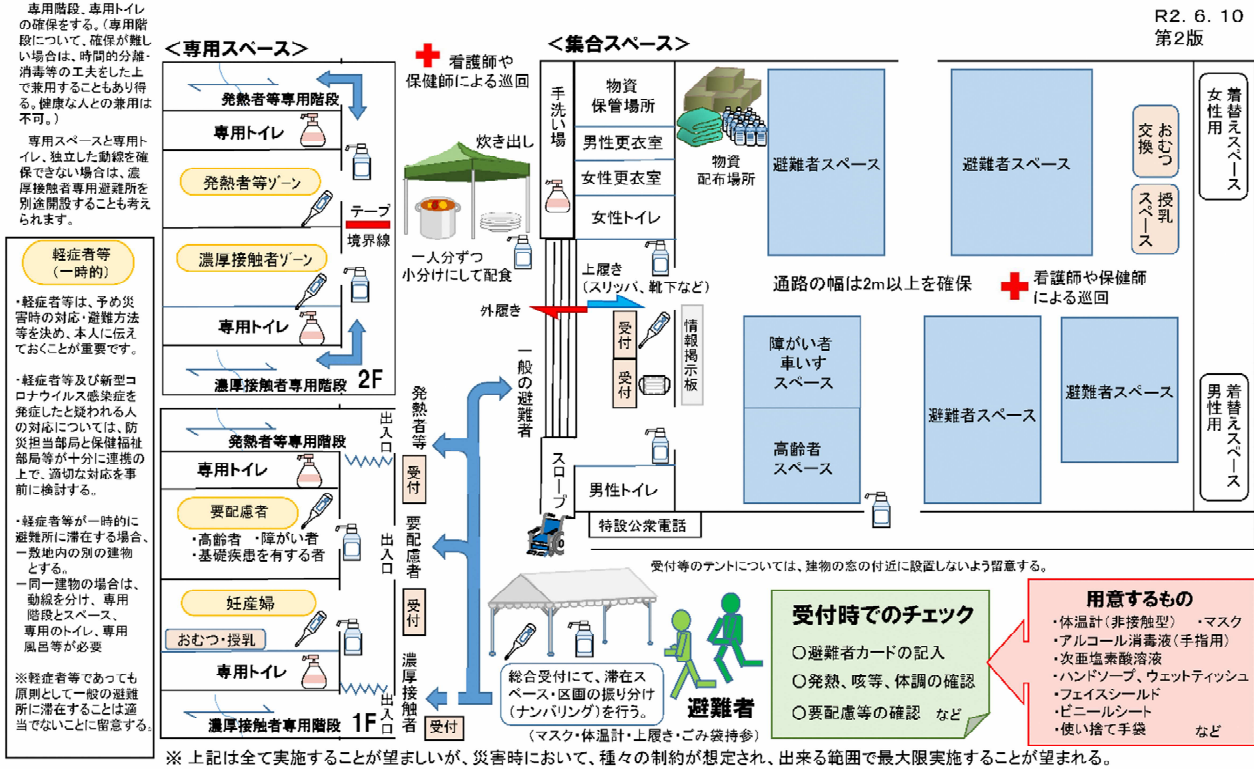 専用階段、専用トイレ
の確保をする。(専用階
段について、確保が難し
い場合は、時間的分離・
消毒等の工夫をした上
で兼用することもあり得
る。健康な人との兼用は
不可。)
専用スペースと専用ト
イレ、独立した動線を確
保できない場合は、濃
厚接触者専用避難所を
別途開設することも考え
られます。
軽症者等
(一時的)
・軽症者等は、予め災
害時の対応・避難方法
等を決め、本人に伝え
ておくことが重要です。
・軽症者等及び新型コ
ロナウイルス感染症を
発症したと疑われる人
の対応については、防
災担当部局と保健福祉
部局等が十分に連携の
上で、適切な対応を事
前に検討する。
・軽症者等が一時的に
避難所に滞在する場合、
―敷地内の別の建物
とする。
―同一建物の場合は、
動線を分け、専用
階段とスペース、
専用のトイレ、専用
風呂等が必要
※軽症者等であっても
原則として一般の避難
所に滞在することは適
当でないことに留意する。
<専用スペース>
発熱者等専用階段
専用トイレ
発熱者等ゾーン
テープ
境界線
濃厚接触者ゾーン
専用トイレ
濃厚接触者専用階段
2F
発熱者等専用階段
専用トイレ
要配慮者
・高齢者 ・障がい者
・基礎疾患を有する者
妊産婦
おむつ・授乳
専用トイレ
濃厚接触者専用階段
1F
出入口
出入口
出入口
発熱者等
受付
要配慮者
受付
濃厚接触者
受付
看護師や
保健師による巡回
炊き出し
一人分ずつ
小分けにして配食
<集合スペース>
手洗い場
物資
保管場所
男性更衣室
女性更衣室
女性トイレ
物資
配布場所
上履き
(スリッパ、靴下など)
外履き
一般の避難者
受付
受付
情報掲示板
スロープ
男性トイレ
特設公衆電話
R2. 6. 10
第2版
避難者スペース
避難者スペース
おむつ
交換
授乳
スペース
着替えスペース
女性用
通路の幅は2m以上を確保
看護師や保健師
による巡回
障がい者
車いす
スペース
高齢者
スペース
避難者スペース
避難者スペース
着替えスペース
男性用
受付等のテントについては、建物の窓の付近に設置しないよう留意する。
総合受付にて、滞在ス
ペース・区画の振り分け
(ナンバリング)を行う。
避難者
(マスク・体温計・上履き・ごみ袋持参)
受付時でのチェック
○避難者カードの記入
○発熱、咳等、体調の確認
○要配慮等の確認 など
用意するもの
・体温計(非接触型) ・マスク
・アルコール消毒液(手指用)
・次亜塩素酸溶液
・ハンドソープ、ウェットティッシュ
・フェイスシールド
・ビニールシート
・使い捨て手袋 など
※ 上記は全て実施することが望ましいが、災害時において、種々の制約が想定され、出来る範囲で最大限実施することが望まれる。